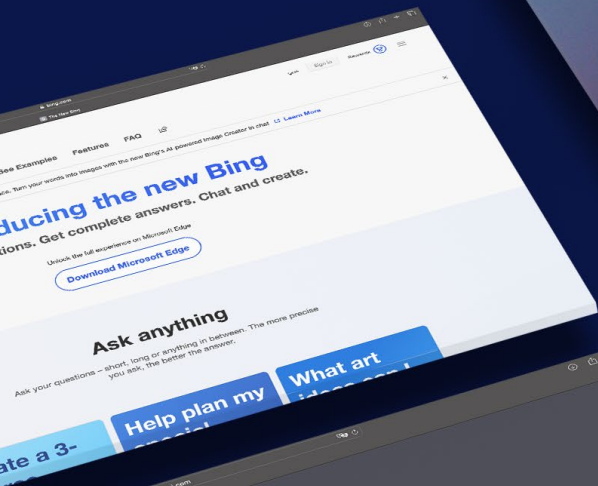 bing.com
The New Bing
Sign in
Rewards
See Examples Features FAQ
Turn your words into images with the new Bing's AI-powered Image Creator in chat Learn More
ducing the new Bing
tions. Get complete answers. Chat and create.
Unlock the full experience on Microsoft Edge
Download Microsoft Edge
Ask anything
Ask your questions – short, long or anything in between. The more precise
you ask, the better the answer.
ate a 3-
Help plan my
special
What art
ideas can I
.com